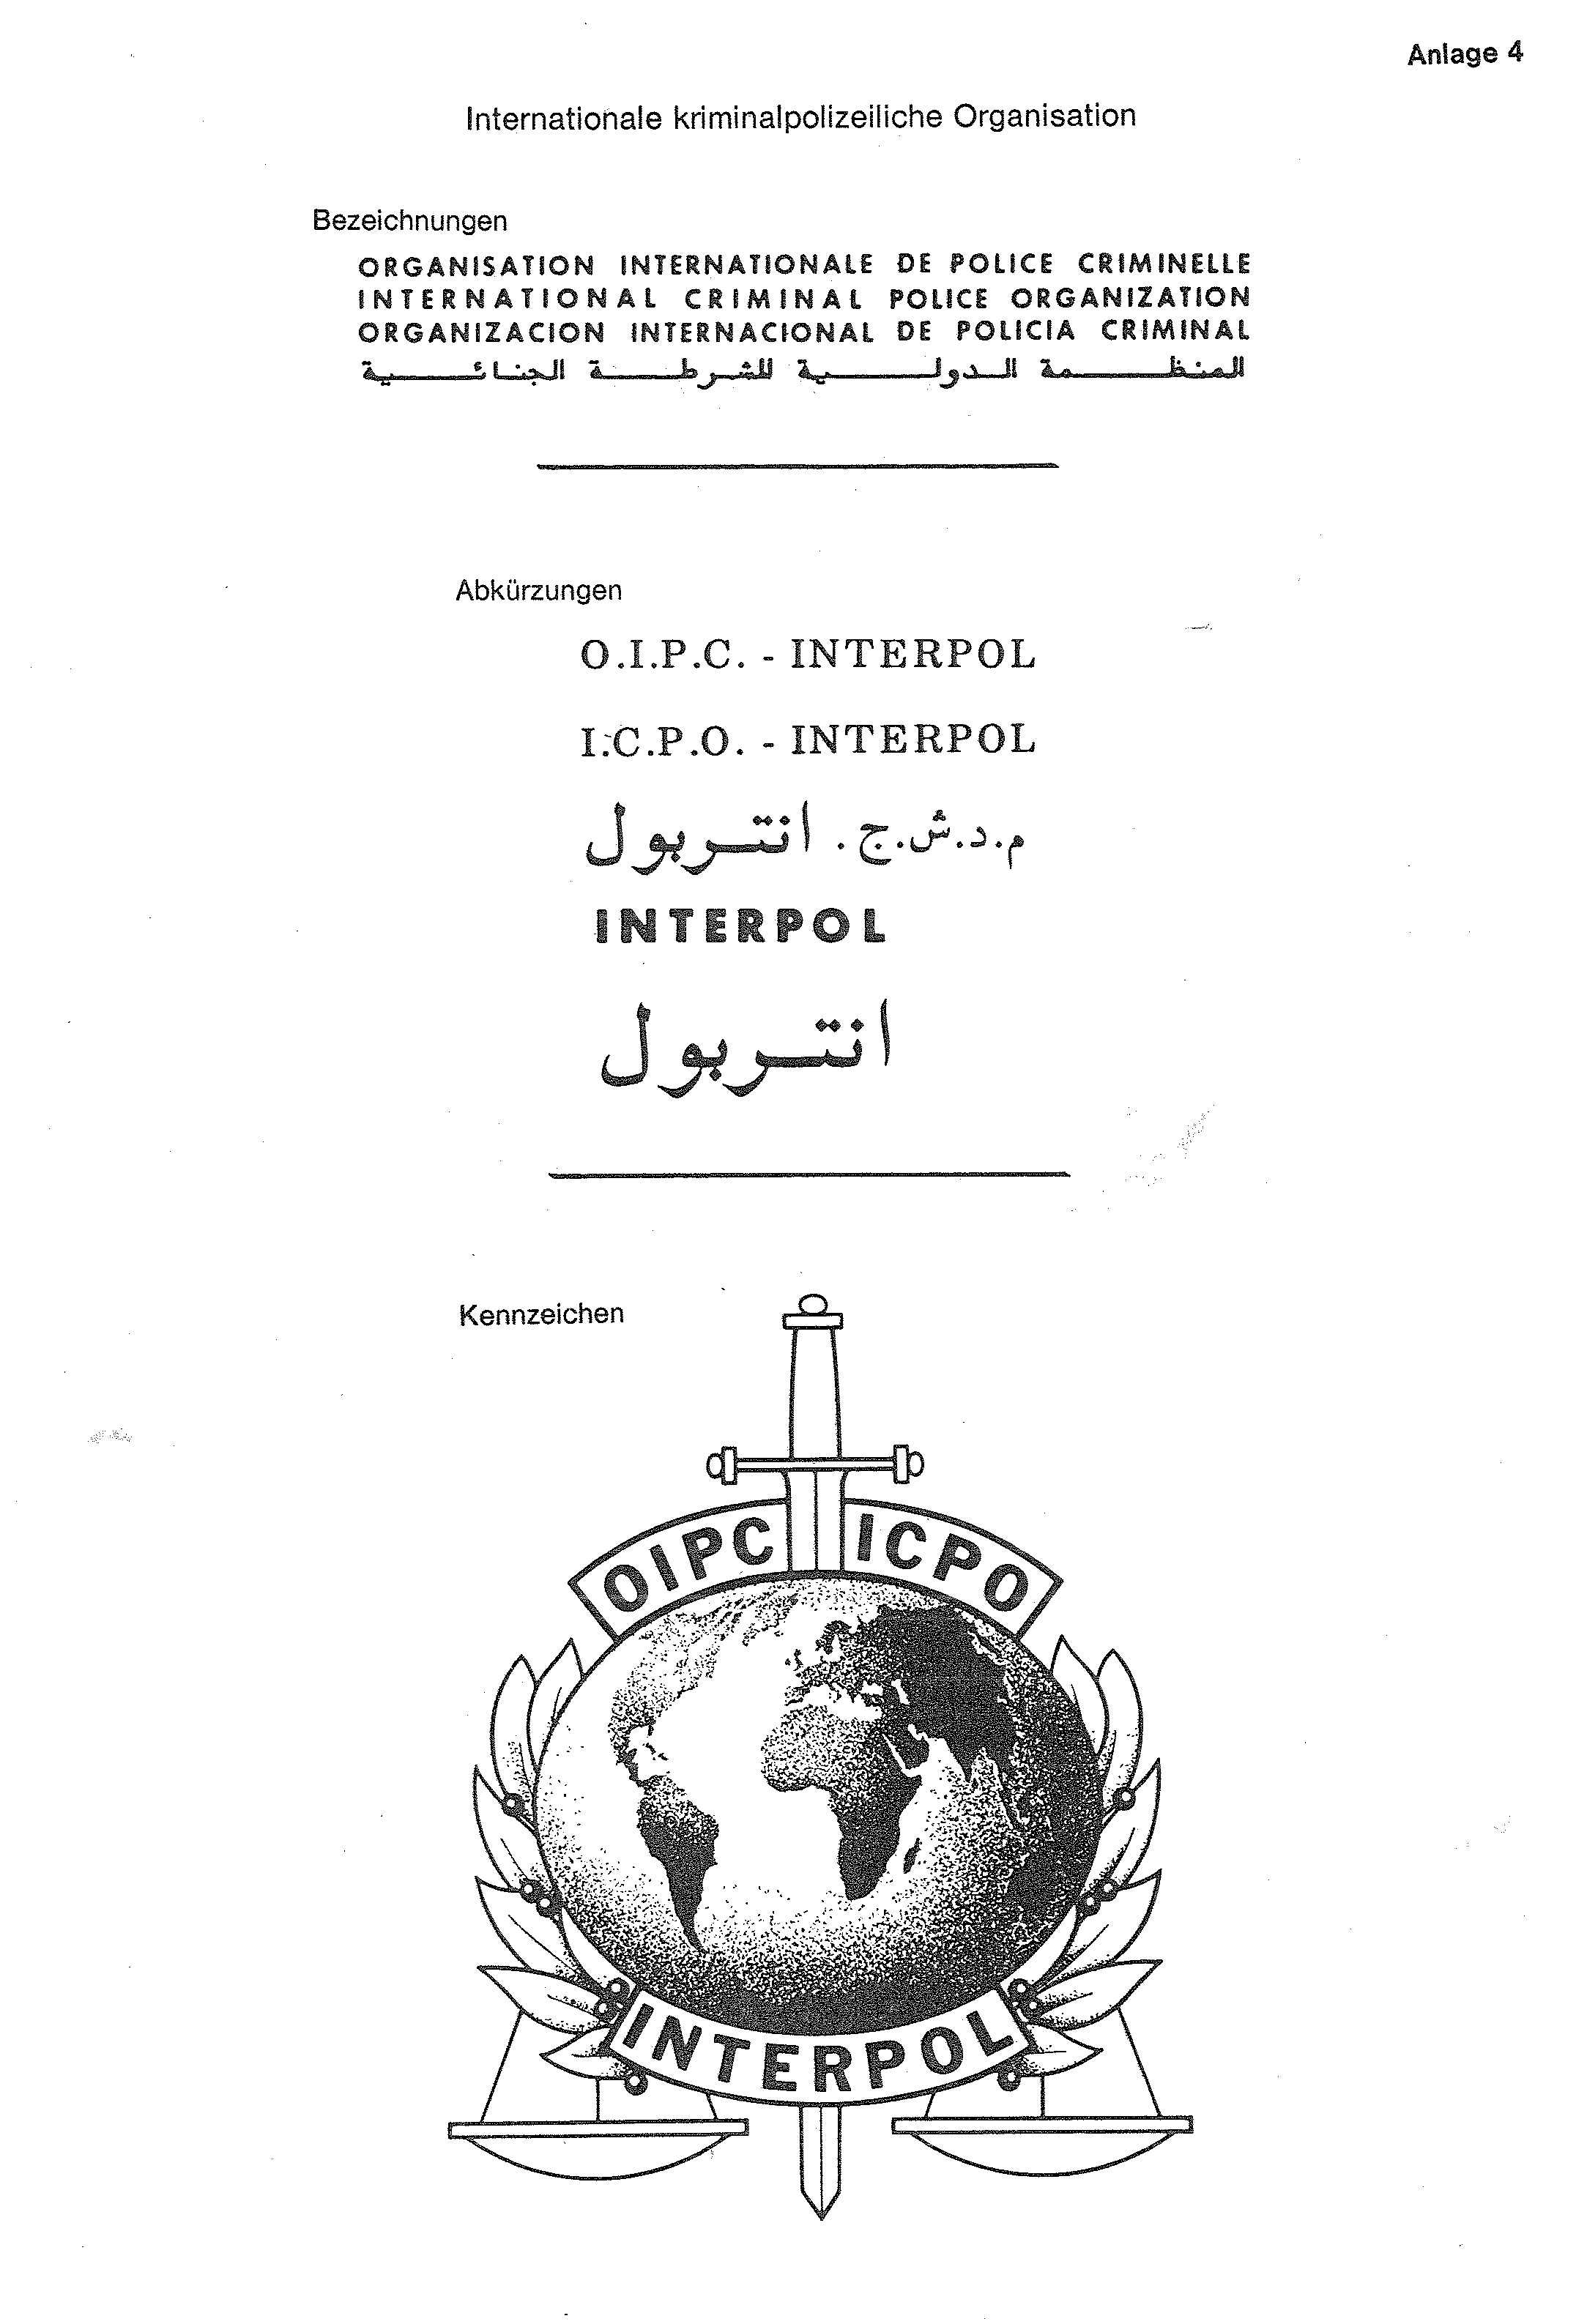 Anlage 4
Internationale kriminalpolizeiliche Organisation
Bezeichnungen
ORGANISATION INTERNATIONALE DE POLICE CRIMINELLE
INTERNATIONAL CRIMINAL POLICE ORGANIZATION
ORGANIZACION INTERNACIONAL DE POLICIA CRIMINAL
المنظمة الدولية للشرطة الجنائية
Abkürzungen
O.I.P.C. - INTERPOL
I.C.P.O. - INTERPOL
م.د.ش.ج. انتربول
INTERPOL
انتربول
Kennzeichen
OIPC ICPO
INTERPOL